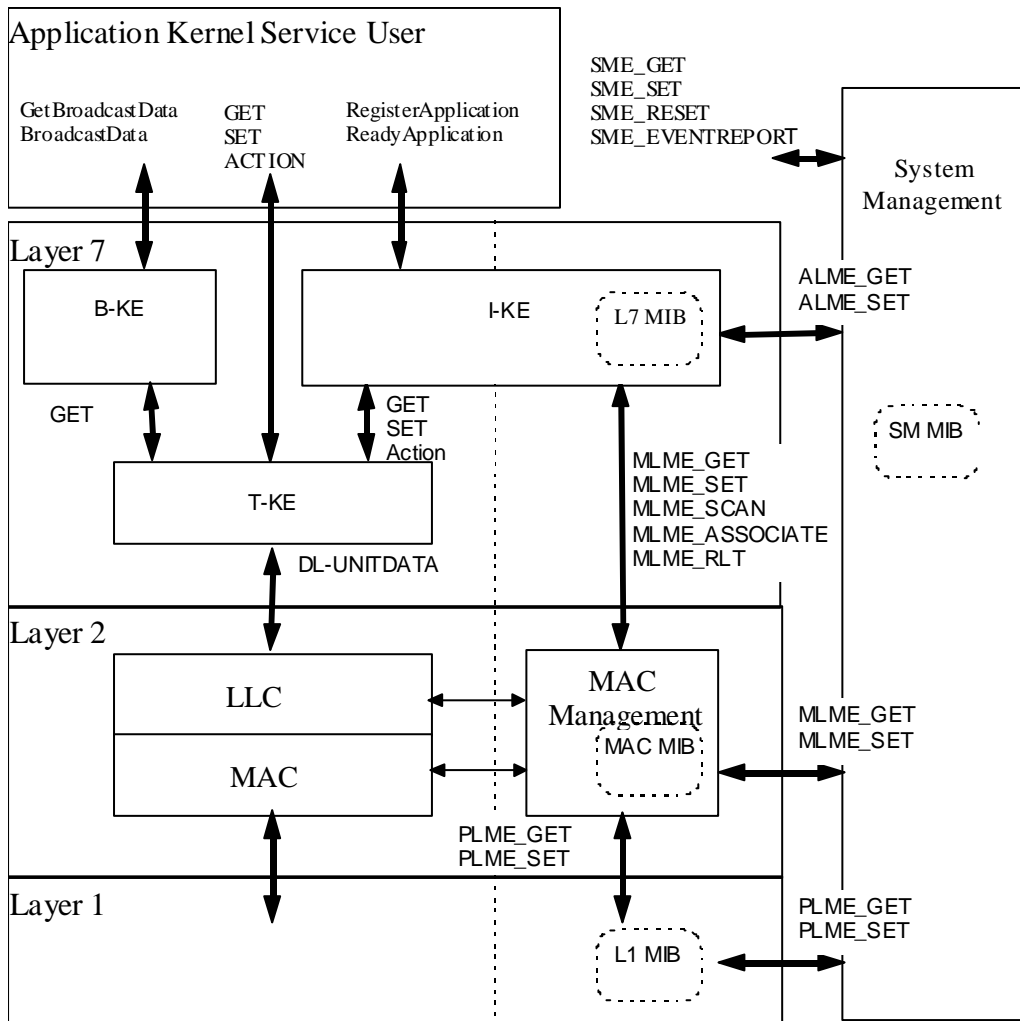 Application Kernel Service User
GetBroadcastData
BroadcastData
GET
SET
ACTION
RegisterApplication
ReadyApplication
SME_GET
SME_SET
SME_RESET
SME_EVENTREPORT
System
Management
Layer 7
B-KE
I-KE
L7 MIB
ALME_GET
ALME_SET
GET
GET
SET
Action
SM MIB
T-KE
MLME_GET
MLME_SET
MLME_SCAN
MLME_ASSOCIATE
MLME_RLT
DL-UNITDATA
Layer 2
LLC
MAC
MAC
Management
MAC MIB
MLME_GET
MLME_SET
PLME_GET
PLME_SET
Layer 1
L1 MIB
PLME_GET
PLME_SET